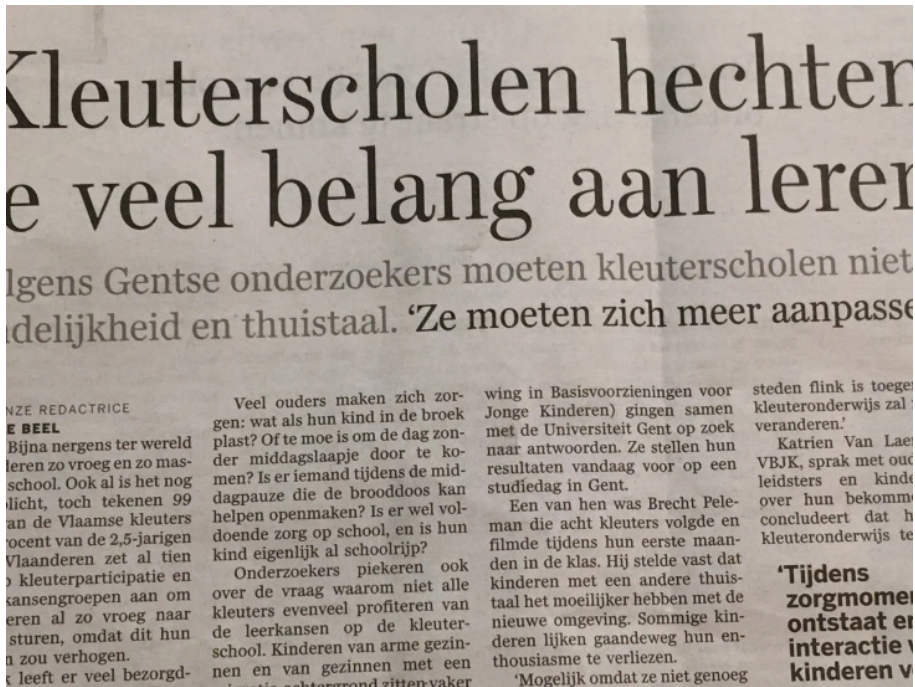 Kleuterscholen hechten
e veel belang aan leren
lgens Gentse onderzoekers moeten kleuterscholen niet
delijkheid en thuistaal. ‘Ze moeten zich meer aanpasse
NZE REDACTRICE
E BEEL
Bijna nergens ter wereld
leren zo vroeg en zo mas-
school. Ook al is het nog
plicht, toch tekenen 99
an de Vlaamse kleuters
rocent van de 2,5-jarigen
Vlaanderen zet al tien
kleuterparticipatie en
kansengroepen aan om
eren al zo vroeg naar
sturen, omdat dit hun
n zou verhogen.
k leeft er veel bezorgd-
Veel ouders maken zich zor-
gen: wat als hun kind in de broek
plast? Of te moe is om de dag zon-
der middagslaapje door te ko-
men? Is er iemand tijdens de mid-
dagpauze die de brooddoos kan
helpen openmaken? Is er wel vol-
doende zorg op school, en is hun
kind eigenlijk al schoolrijp?
Onderzoekers piekeren ook
over de vraag waarom niet alle
kleuters evenveel profiteren van
de leerkansen op de kleuter-
school. Kinderen van arme gezin-
nen en van gezinnen met een
achtergrond zitten vaker
wing in Basisvoorzieningen voor
Jonge Kinderen) gingen samen
met de Universiteit Gent op zoek
naar antwoorden. Ze stellen hun
resultaten vandaag voor op een
studiedag in Gent.
Een van hen was Brecht Pele-
man die acht kleuters volgde en
filmde tijdens hun eerste maan-
den in de klas. Hij stelde vast dat
kinderen met een andere thuis-
taal het moeilijker hebben met de
nieuwe omgeving. Sommige kin-
deren lijken gaandeweg hun en-
thousiasme te verliezen.
‘Mogelijk omdat ze niet genoeg
steden flink is toege
kleuteronderwijs zal
veranderen.’
Katrien Van Lae
VBJK, sprak met oud
leidsters en kinde
over hun bekomme
concludeert dat h
kleuteronderwijs te
‘Tijdens
zorgmomen
ontstaat er
interactie v
kinderen v